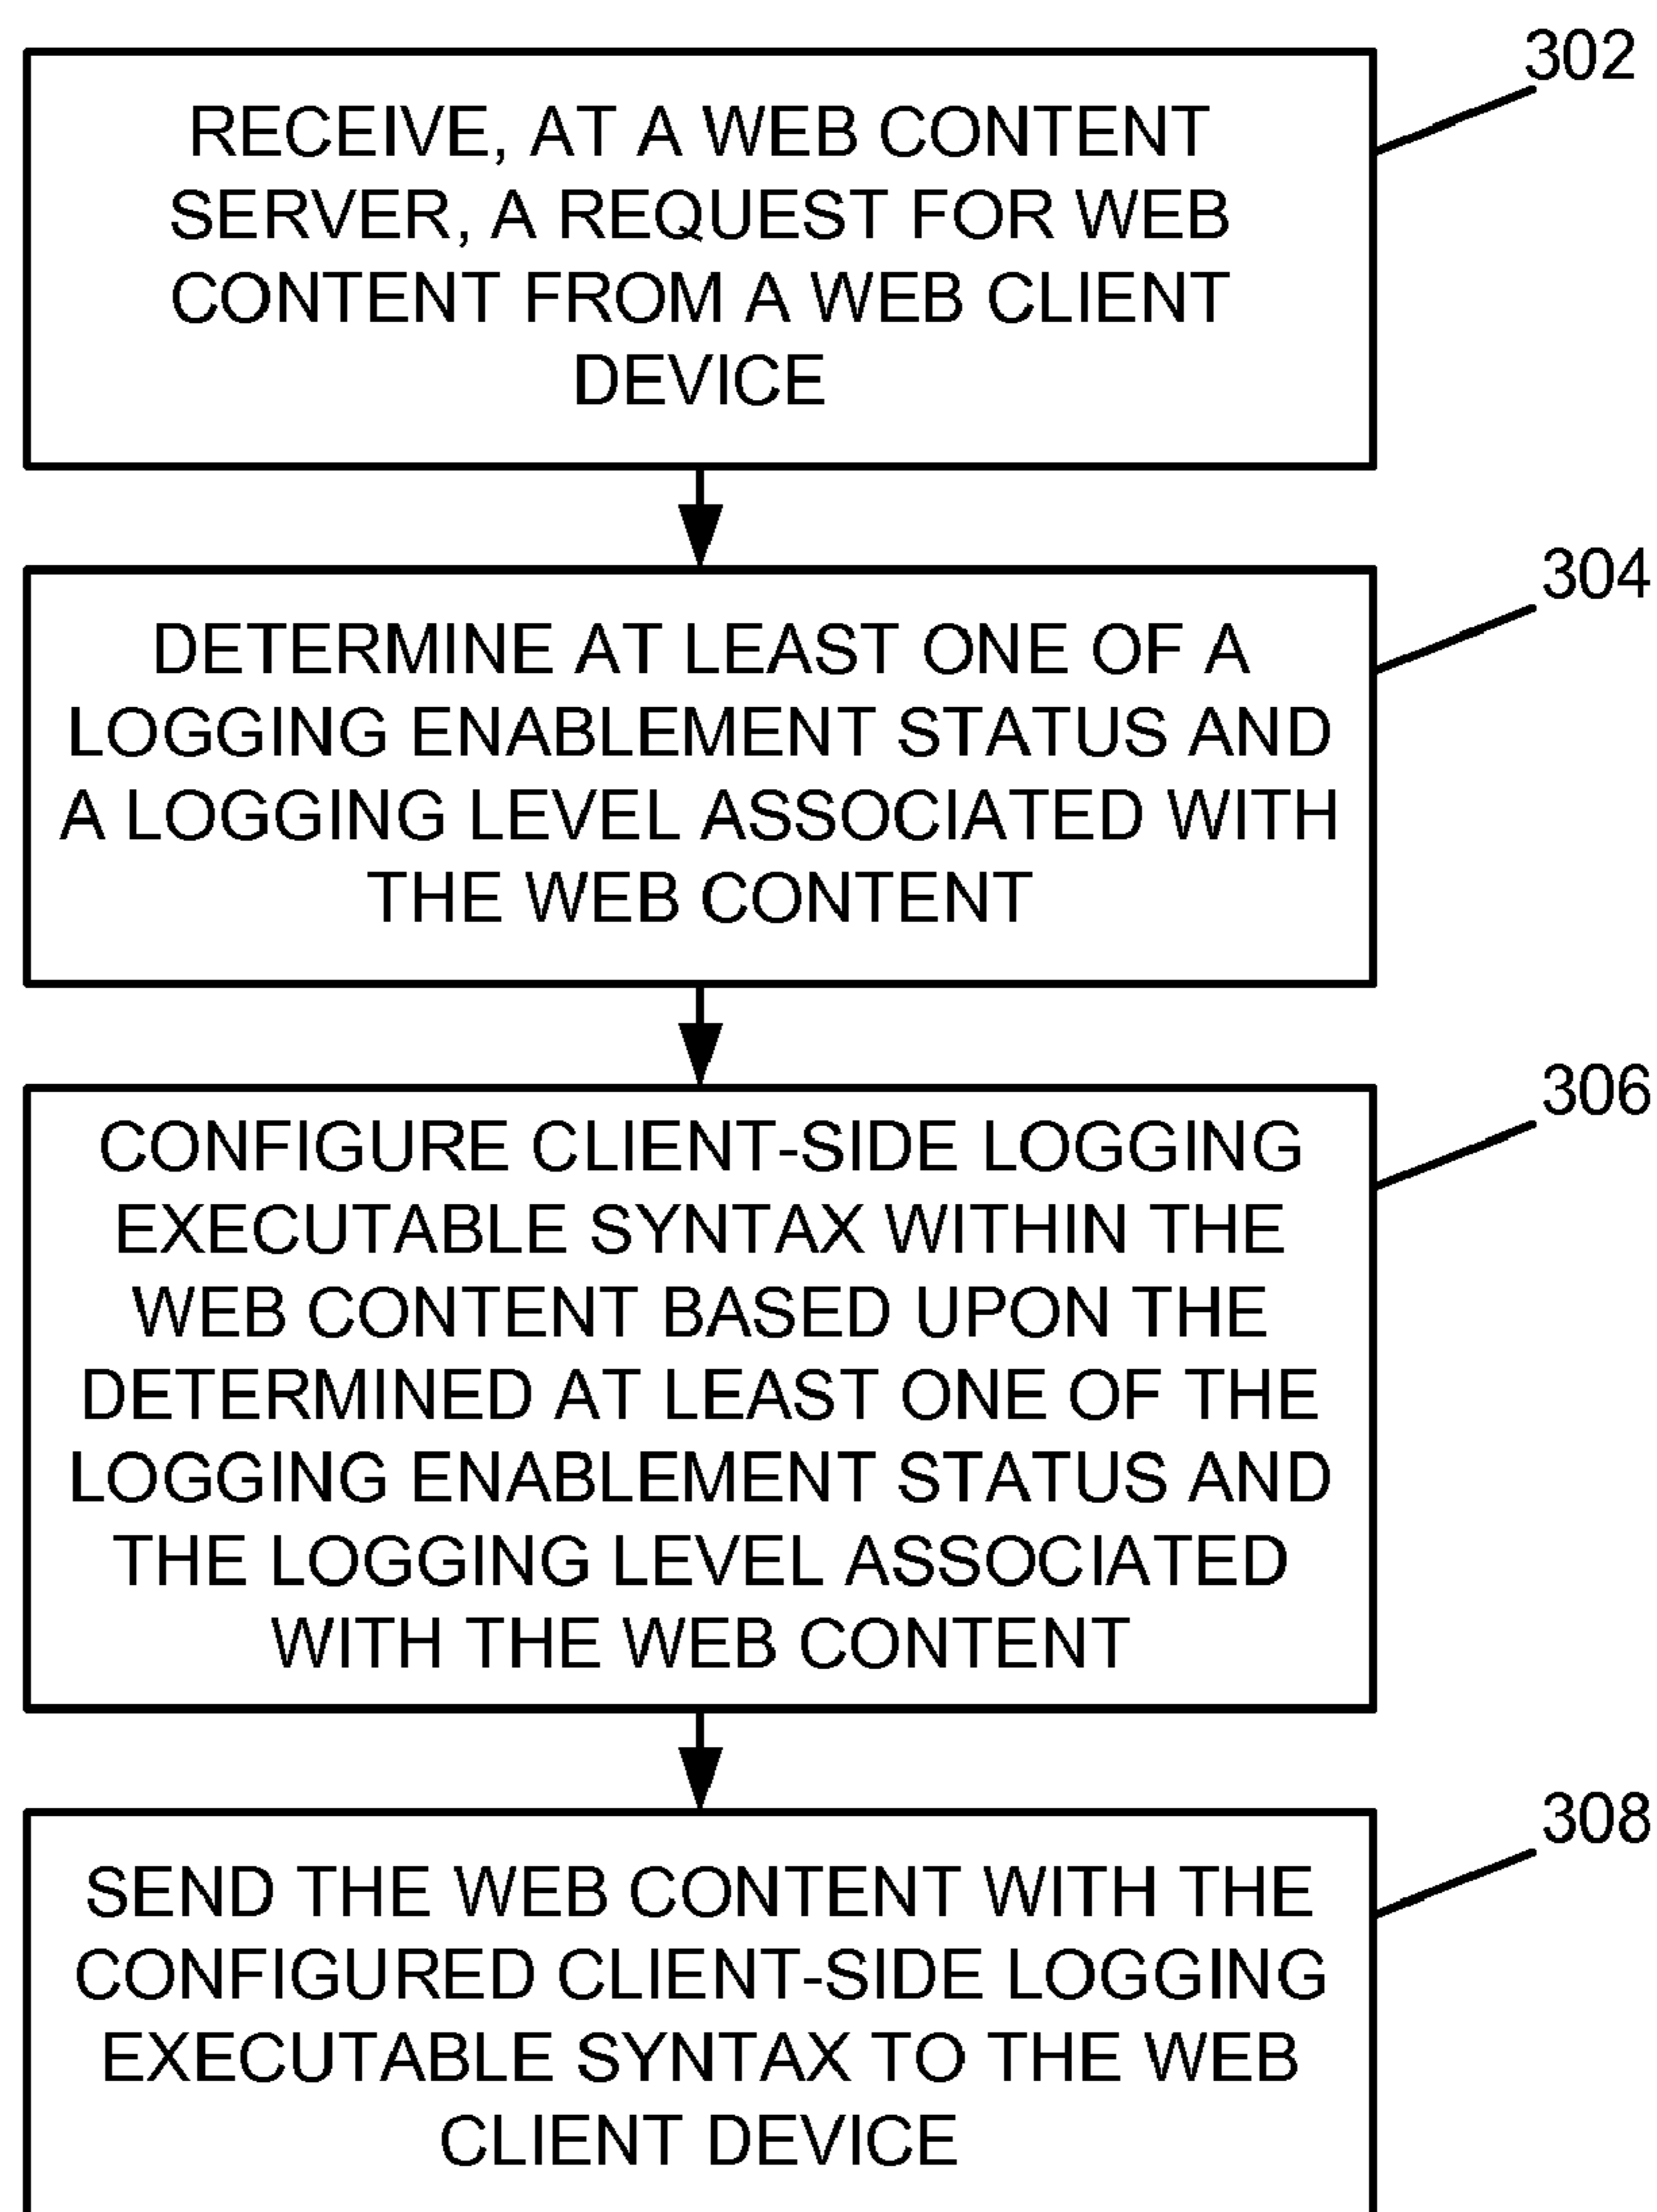 302
RECEIVE, AT A WEB CONTENT
SERVER, A REQUEST FOR WEB
CONTENT FROM A WEB CLIENT
DEVICE
304
DETERMINE AT LEAST ONE OF A
LOGGING ENABLEMENT STATUS AND
A LOGGING LEVEL ASSOCIATED WITH
THE WEB CONTENT
306
CONFIGURE CLIENT-SIDE LOGGING
EXECUTABLE SYNTAX WITHIN THE
WEB CONTENT BASED UPON THE
DETERMINED AT LEAST ONE OF THE
LOGGING ENABLEMENT STATUS AND
THE LOGGING LEVEL ASSOCIATED
WITH THE WEB CONTENT
308
SEND THE WEB CONTENT WITH THE
CONFIGURED CLIENT-SIDE LOGGING
EXECUTABLE SYNTAX TO THE WEB
CLIENT DEVICE